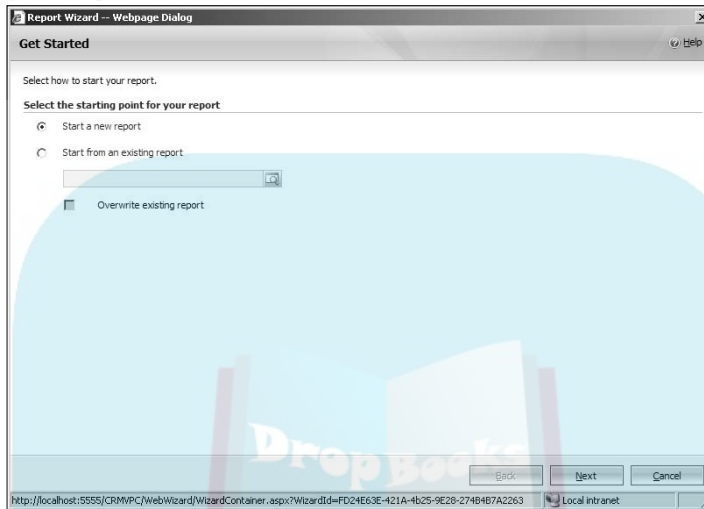 Report Wizard -- Webpage Dialog
Get Started
Help
Select how to start your report.
Select the starting point for your report
Start a new report
Start from an existing report
Overwrite existing report
Drop Books
Back Next Cancel
http://localhost:5555/CRMVPC/WebWizard/WizardContainer.aspx?WizardId=FD24E63E-421A-4b25-9E28-274B4B7A2263 Local intranet